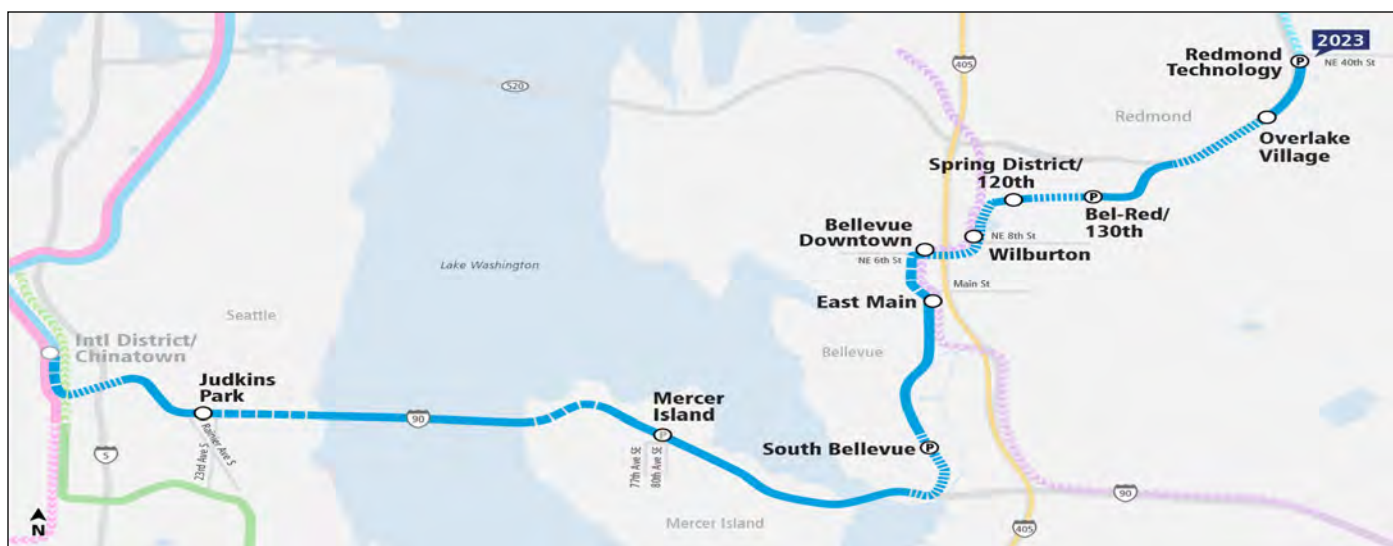 2023
Redmond
Technology
NE 40th St
405
520
Redmond
Overlake
Village
Spring District/
120th
Bel-Red/
130th
Bellevue
Downtown
NE 8th St
NE 6th St
Wilburton
Lake Washington
Main St
East Main
Seattle
Intl District/
Chinatown
Bellevue
Judkins
Park
Mercer
Island
90
Rainier Ave S
23rd Ave S
5
P
77th Ave SE
80th Ave SE
South Bellevue
P
P
P
90
Mercer Island
405
N